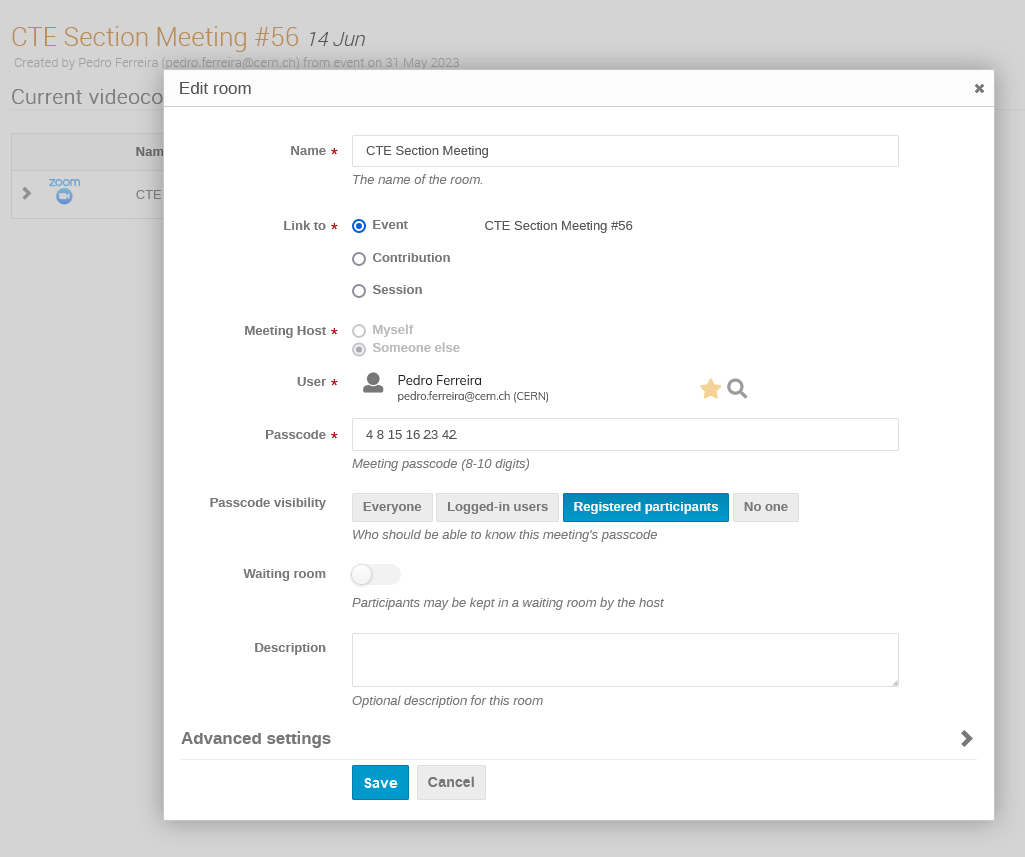 CTE Section Meeting #56 14 Jun
Created by Pedro Ferreira (pedro.ferreira@cern.ch) from event on 31 May 2023
Current videoco
Edit room
Nam
zoom
CTE
Name *
CTE Section Meeting
The name of the room.
Link to *
Event
CTE Section Meeting #56
Contribution
Session
Meeting Host *
Myself
Someone else
User *
Pedro Ferreira
pedro.ferreira@cern.ch (CERN)
Passcode *
4 8 15 16 23 42
Meeting passcode (8-10 digits)
Passcode visibility
Everyone Logged-in users Registered participants No one
Who should be able to know this meeting's passcode
Waiting room
Participants may be kept in a waiting room by the host
Description
Optional description for this room
Advanced settings
Save Cancel